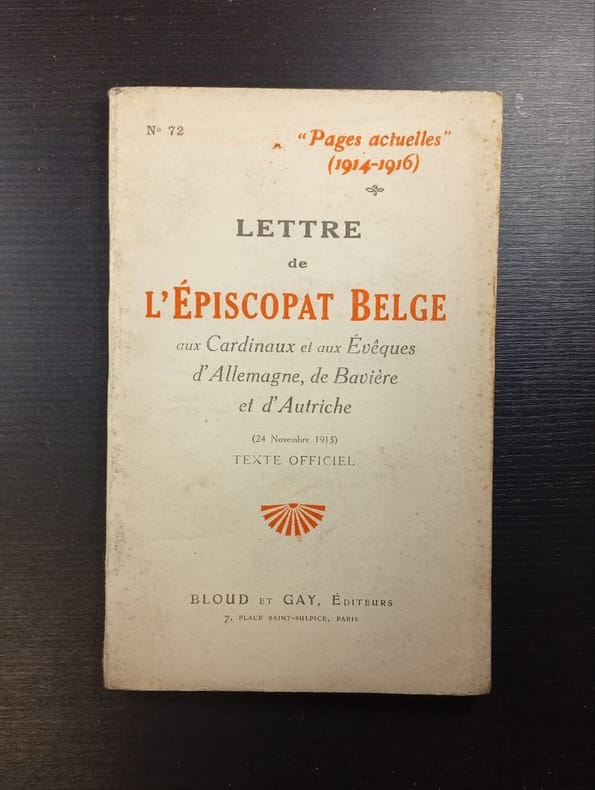 Nº 72
“Pages actuelles”
(1914-1916)
LETTRE
de
L’ÉPISCOPAT BELGE
aux Cardinaux et aux Évêques
d’Allemagne, de Bavière
et d’Autriche
(24 Novembre 1915)
TEXTE OFFICIEL
BLOUD ET GAY, ÉDITEURS
7, PLACE SAINT-SULPICE, PARIS